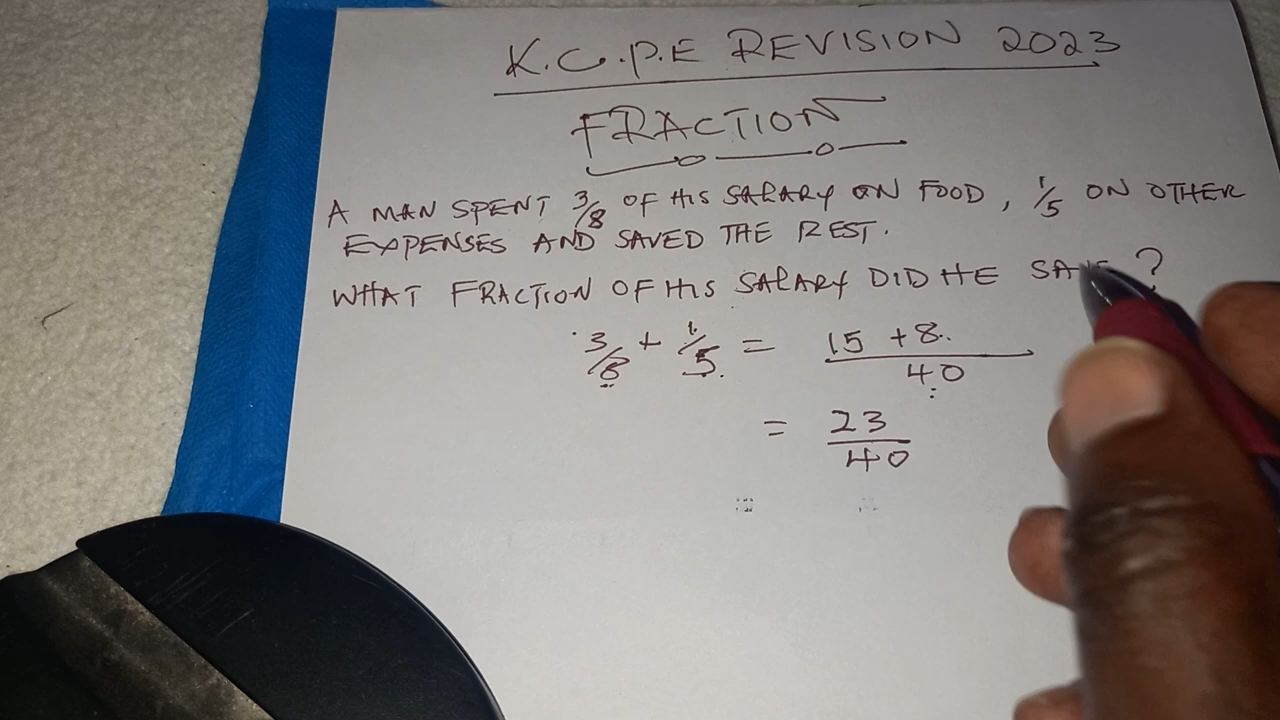 K.C.P.E REVISION 2023
FRACTION
A MAN SPENT 3/8 OF HIS SALARY ON FOOD, 1/5 ON OTHER
EXPENSES AND SAVED THE REST.
WHAT FRACTION OF HIS SALARY DID HE ?
3/8 + 1/5 = 15 + 8
40
= 23
40